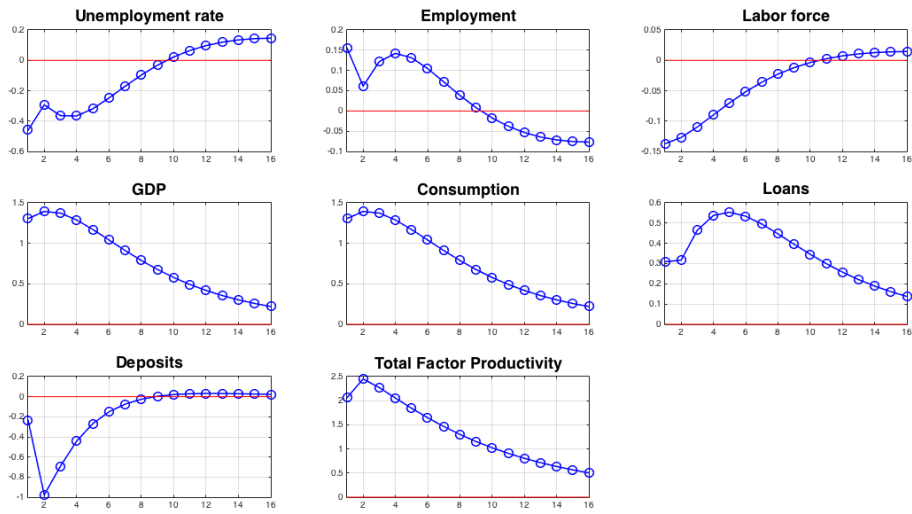 Unemployment rate
0.2
0
-0.2
-0.4
-0.6
2 4 6 8 10 12 14 16
Employment
0.2
0.15
0.1
0.05
0
-0.05
-0.1
2 4 6 8 10 12 14 16
Labor force
0.05
0
-0.05
-0.1
-0.15
2 4 6 8 10 12 14 16
GDP
1.5
1
0.5
0
2 4 6 8 10 12 14 16
Consumption
1.5
1
0.5
0
2 4 6 8 10 12 14 16
Loans
0.6
0.5
0.4
0.3
0.2
0.1
0
2 4 6 8 10 12 14 16
Deposits
0.2
0
-0.2
-0.4
-0.6
-0.8
-1
2 4 6 8 10 12 14 16
Total Factor Productivity
2.5
2
1.5
1
0.5
0
2 4 6 8 10 12 14 16